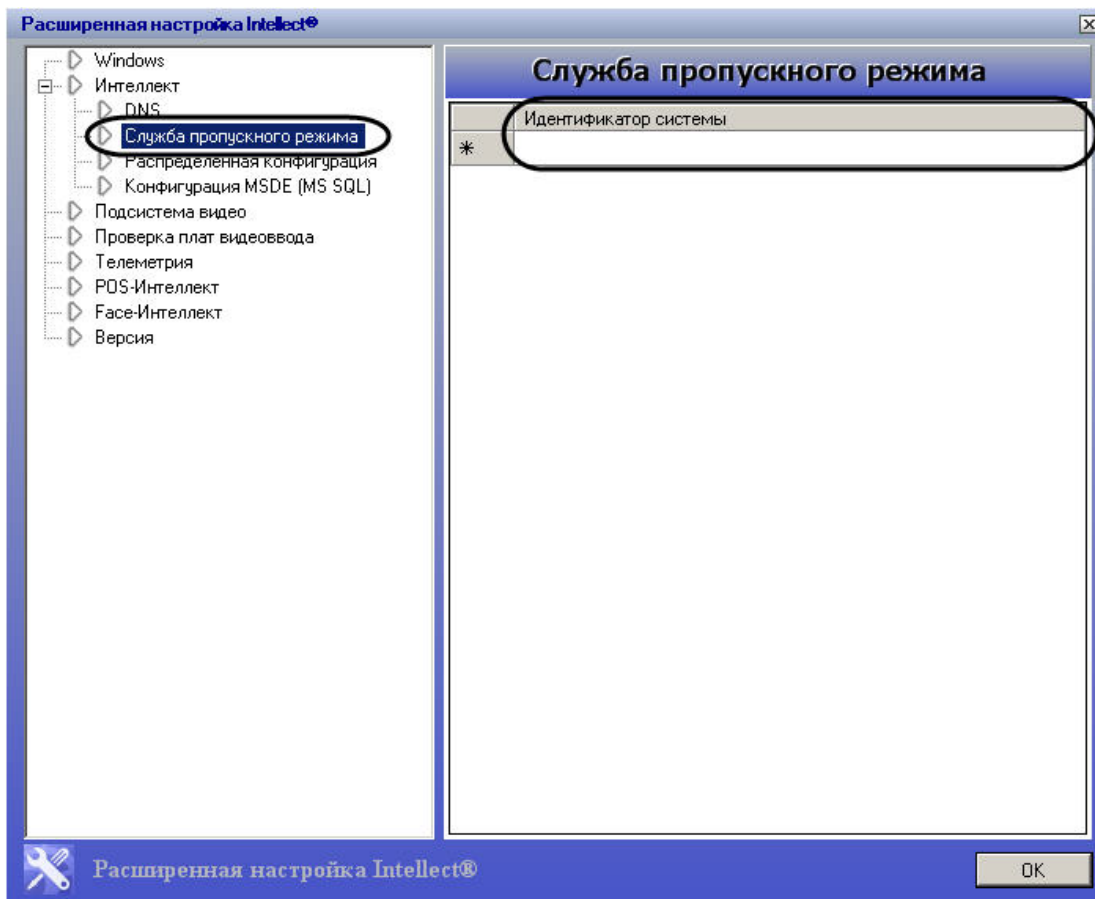 Расширенная настройка Intellect®
Windows
Интеллект
DNS
Служба пропускного режима
Распределенная конфигурация
Конфигурация MSDE (MS SQL)
Подсистема видео
Проверка плат видеоввода
Телеметрия
POS-Интеллект
Face-Интеллект
Версия
Служба пропускного режима
Идентификатор системы
*
Расширенная настройка Intellect®
OK